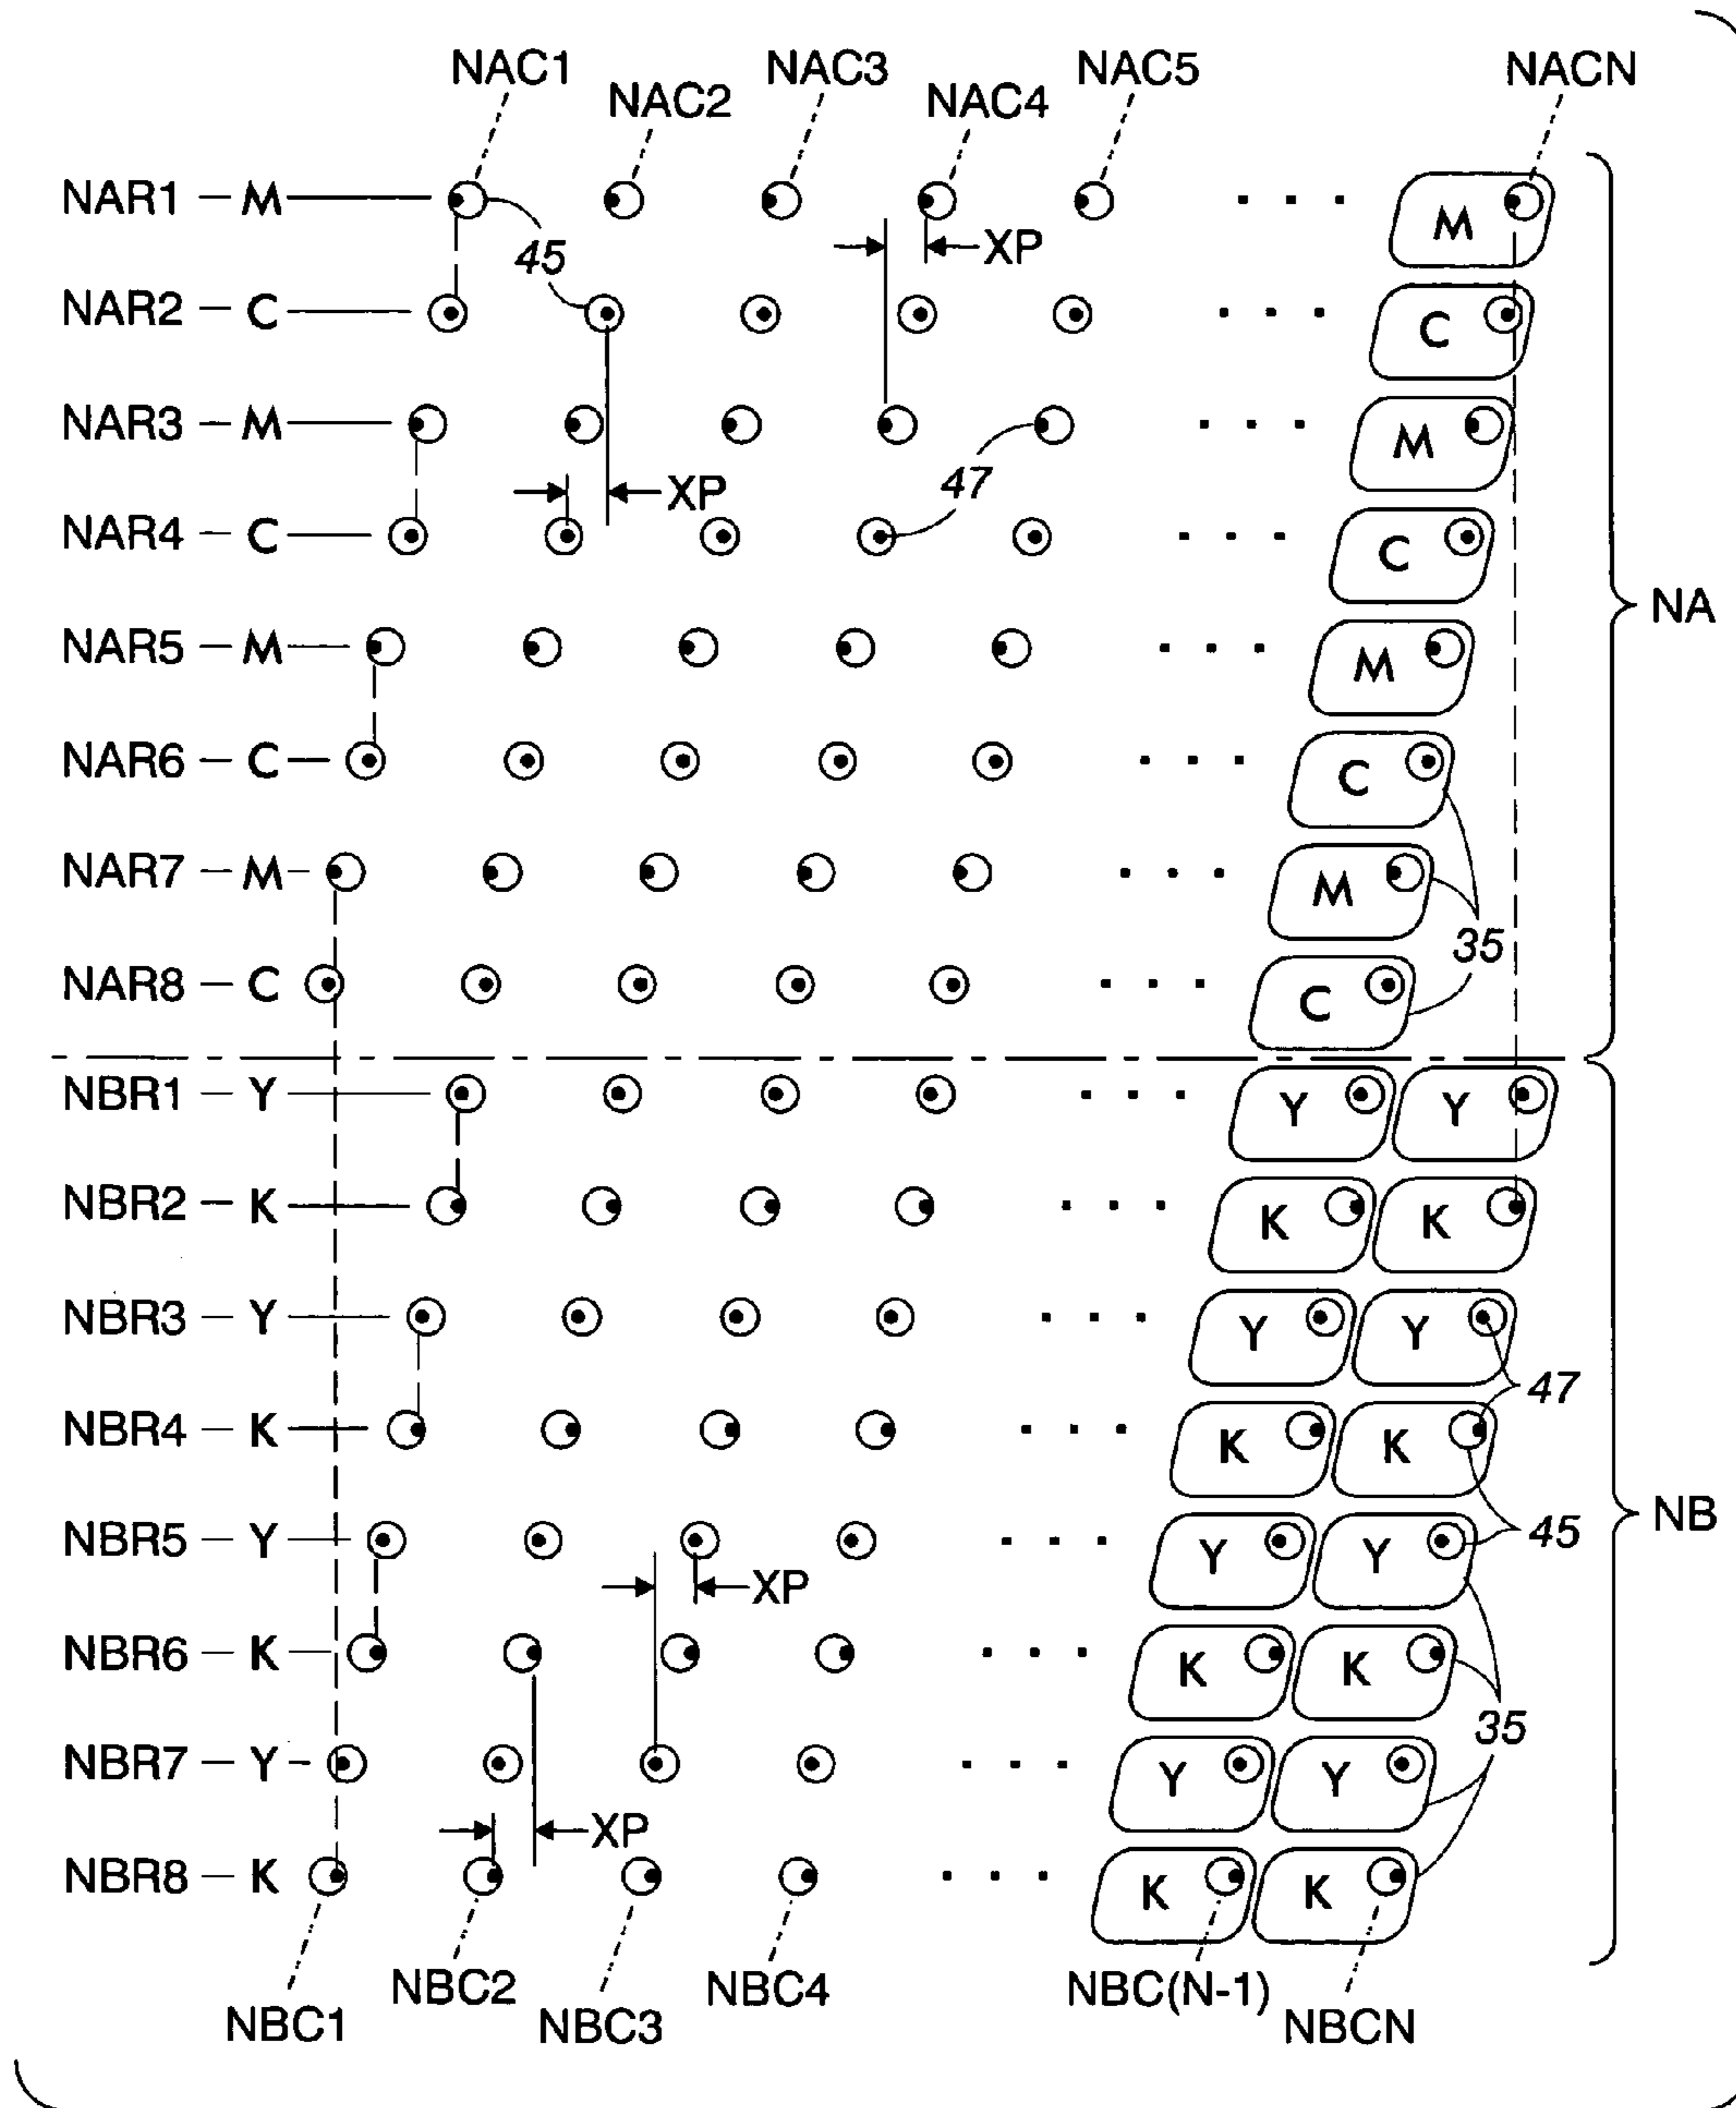 NAC1 NAC2 NAC3 NAC4 NAC5 NACN
NAR1 – M M
45 XP
NAR2 – C C
NAR3 – M M
XP 47
NAR4 – C C
NA
NAR5 – M M
NAR6 – C C
NAR7 – M M
35
NAR8 – C C
NBR1 – Y Y Y
NBR2 – K K K
NBR3 – Y Y Y
47
NBR4 – K K K
NB
NBR5 – Y Y Y
45
XP
NBR6 – K K K
35
NBR7 – Y Y Y
XP
NBR8 – K K K
NBC1 NBC2 NBC3 NBC4 NBC(N-1) NBCN